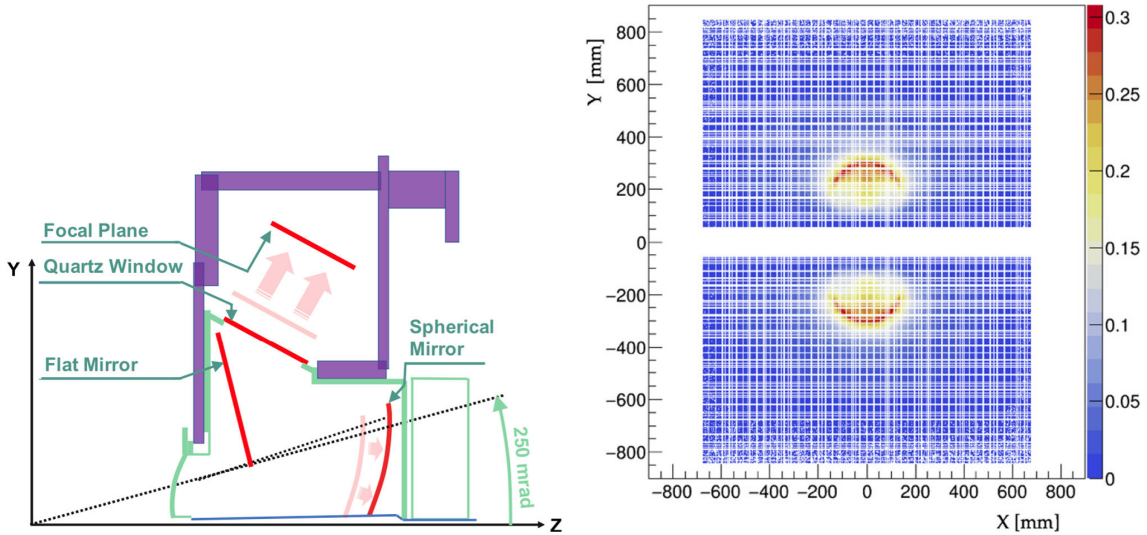 Focal Plane
Quartz Window
Y
Spherical
Mirror
Flat Mirror
250 mrad
Z
Y [mm]
800
600
400
200
0
−200
−400
−600
−800
−800 −600 −400 −200 0 200 400 600 800
X [mm]
0.3
0.25
0.2
0.15
0.1
0.05
0